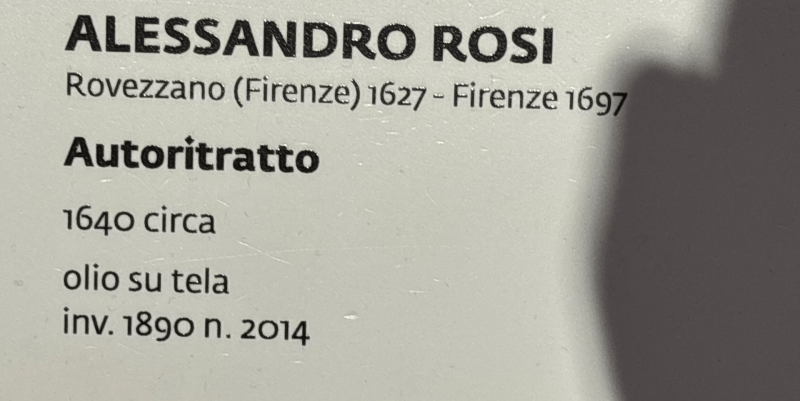 ALESSANDRO ROSI
Rovezzano (Firenze) 1627 - Firenze 1697
Autoritratto
1640 circa
olio su tela
inv. 1890 n. 2014